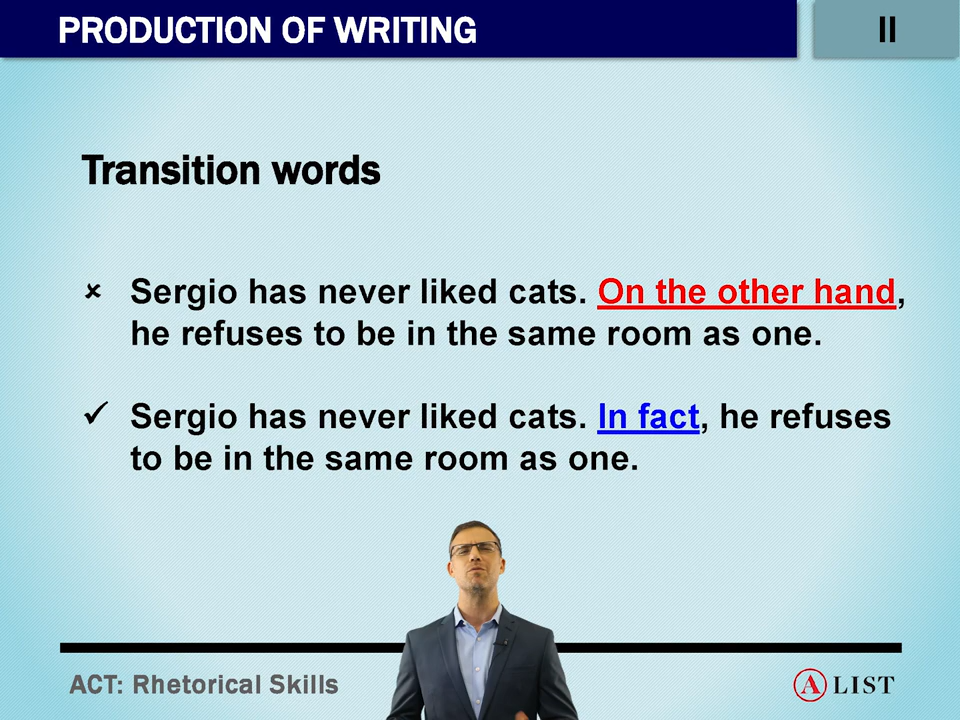 PRODUCTION OF WRITING
II
Transition words
× Sergio has never liked cats. On the other hand,
he refuses to be in the same room as one.
✓ Sergio has never liked cats. In fact, he refuses
to be in the same room as one.
ACT: Rhetorical Skills
A LIST